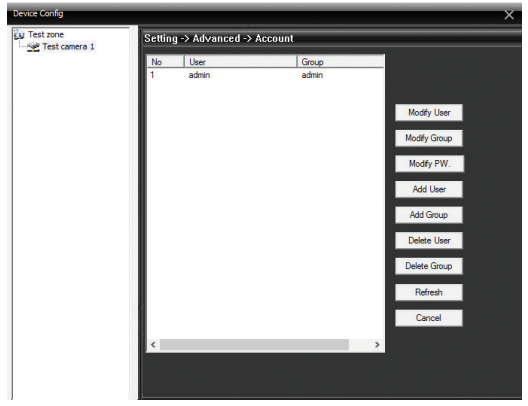 Device Config
Test zone
Test camera 1
Setting -> Advanced -> Account
No User Group
1 admin admin
Modify User
Modify Group
Modify PW.
Add User
Add Group
Delete User
Delete Group
Refresh
Cancel